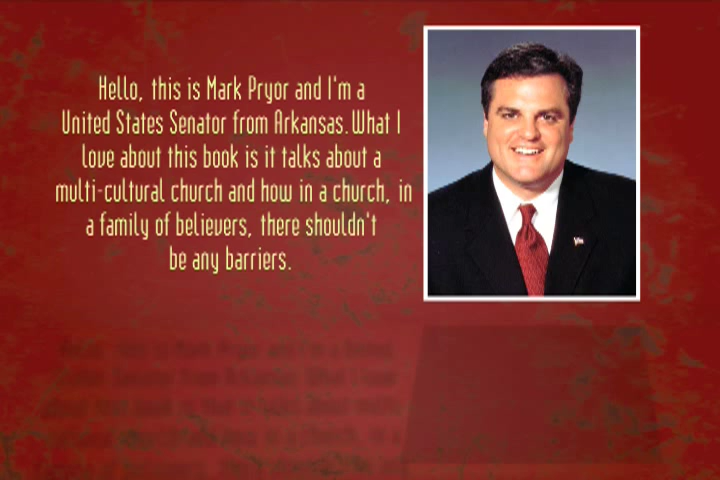 Hello, this is Mark Pryor and I'm a
United States Senator from Arkansas. What I
love about this book is it talks about a
multi-cultural church and how in a church, in
a family of believers, there shouldn't
be any barriers.